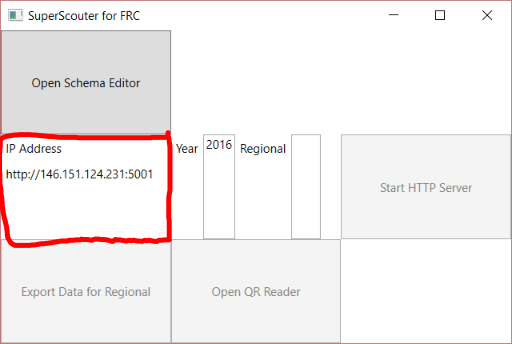 SuperScouter for FRC
Open Schema Editor
IP Address
http://146.151.124.231:5001
Year 2016 Regional
Start HTTP Server
Export Data for Regional
Open QR Reader